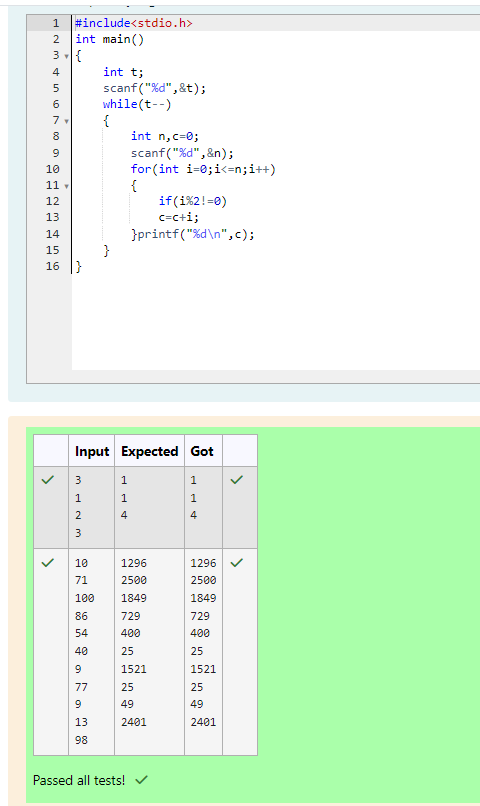 1 #include<stdio.h>
2 int main()
3 {
4 int t;
5 scanf("%d",&t);
6 while(t--)
7 {
8 int n,c=0;
9 scanf("%d",&n);
10 for(int i=0;i<=n;i++)
11 {
12 if(i%2!=0)
13 c=c+i;
14 }printf("%d\n",c);
15 }
16 }
Input Expected Got
3 1 1
1 1 1
2 4 4
3
10 1296 1296
71 2500 2500
100 1849 1849
86 729 729
54 400 400
40 25 25
9 1521 1521
77 25 25
9 49 49
13 2401 2401
98
Passed all tests!